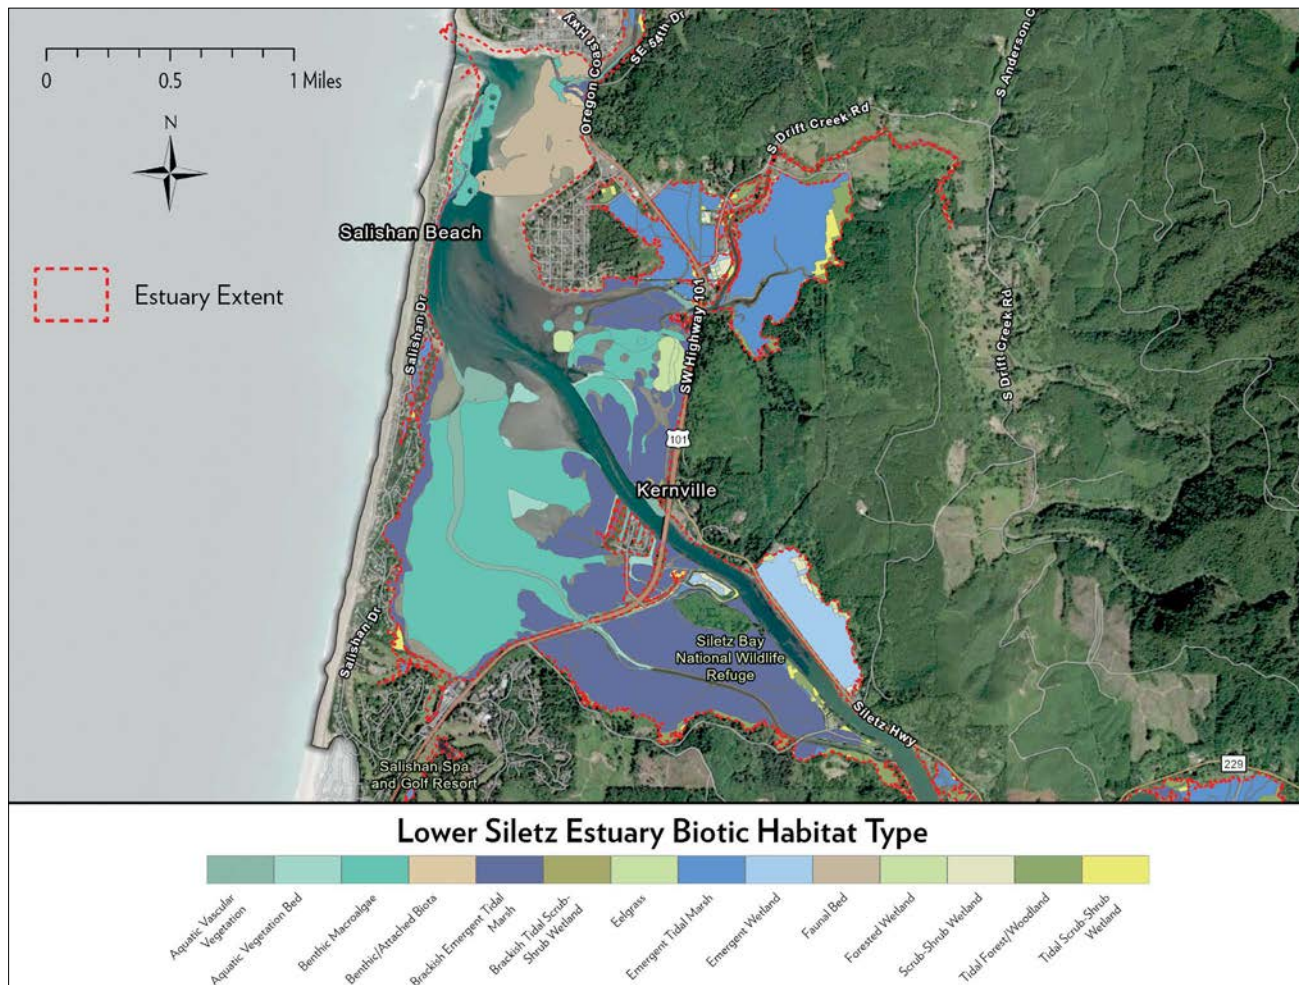 Oregon Coast Hwy
SE 54th Dr
S Anderson C
0 0.5 1 Miles
N
S Drift Creek Rd
Salishan Beach
Estuary Extent
Salishan Dr
SW Highway 101
S Drift Creek Rd
101
Kernville
Salishan Dr
Siletz Bay
National Wildlife
Refuge
Siletz Hwy
Salishan Spa
and Golf Resort
229
Lower Siletz Estuary Biotic Habitat Type
Aquatic Vascular
Vegetation
Aquatic Vegetation Bed
Benthic Macroalgae
Benthic/Attached Biota
Brackish Emergent Tidal
Marsh
Brackish Tidal Scrub-
Shrub Wetland
Eelgrass
Emergent Tidal Marsh
Emergent Wetland
Faunal Bed
Forested Wetland
Scrub-Shrub Wetland
Tidal Forest/Woodland
Tidal Scrub-Shrub
Wetland